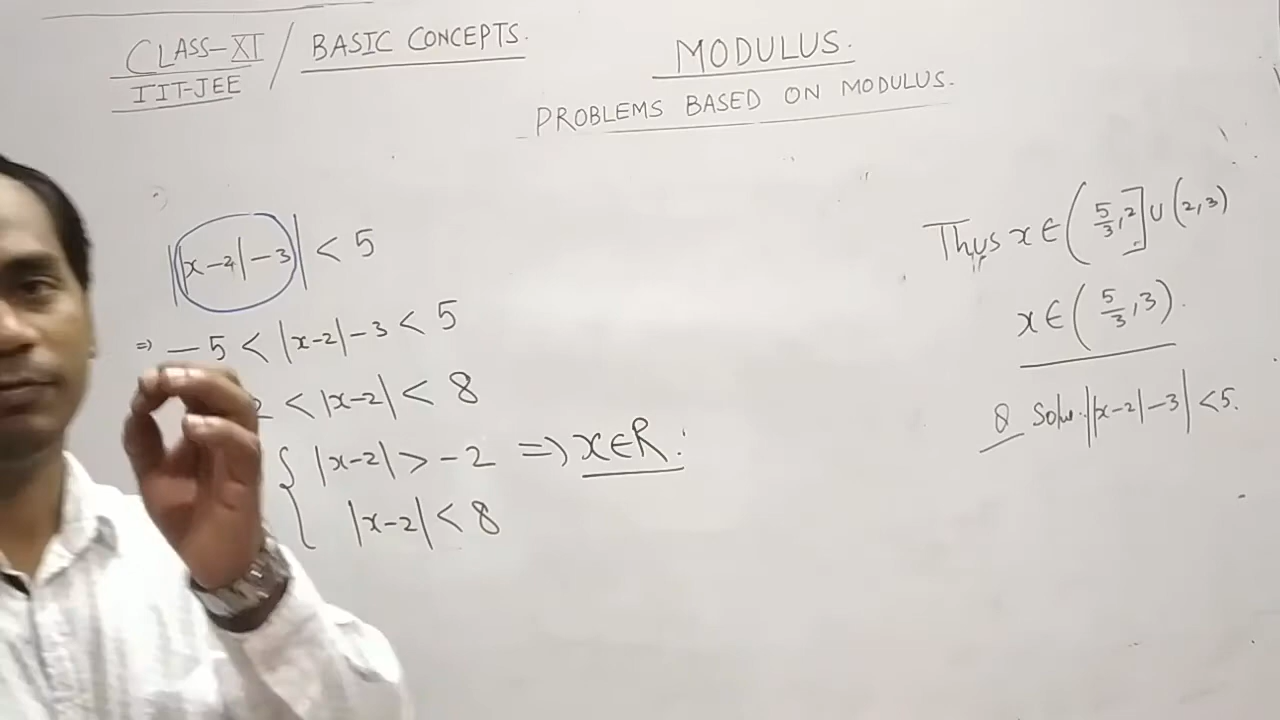 CLASS-XI / BASIC CONCEPTS.
IIT-JEE
MODULUS.
PROBLEMS BASED ON MODULUS.
||x-2|-3| < 5
⇒ -5 < |x-2|-3 < 5
2 < |x-2| < 8
{ |x-2| > -2 ⇒ x∈R.
|x-2| < 8
Thus x ∈ (5/3, 2] ∪ (2, 3)
x ∈ (5/3, 3).
Q Solve. ||x-2|-3| < 5.